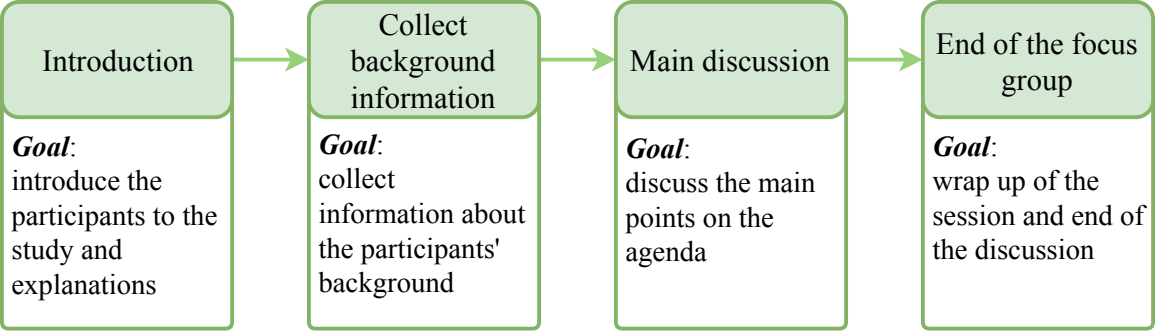 Introduction
Goal:
introduce the
participants to the
study and
explanations
Collect
background
information
Goal:
collect
information about
the participants'
background
Main discussion
Goal:
discuss the main
points on the
agenda
End of the focus
group
Goal:
wrap up of the
session and end of
the discussion